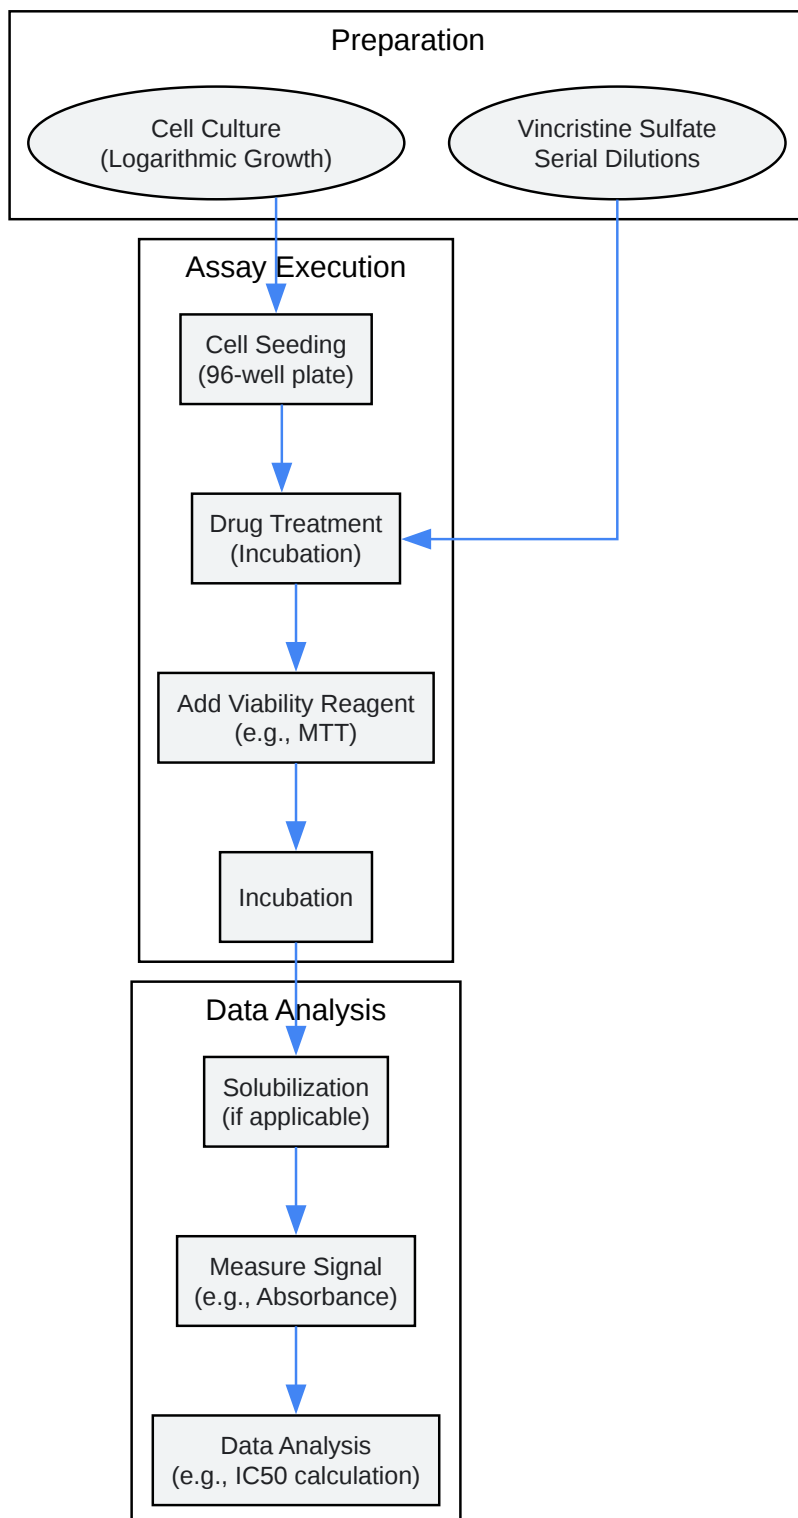 Preparation
Cell Culture
(Logarithmic Growth)
Vincristine Sulfate
Serial Dilutions
Assay Execution
Cell Seeding
(96-well plate)
Drug Treatment
(Incubation)
Add Viability Reagent
(e.g., MTT)
Incubation
Data Analysis
Solubilization
(if applicable)
Measure Signal
(e.g., Absorbance)
Data Analysis
(e.g., IC50 calculation)